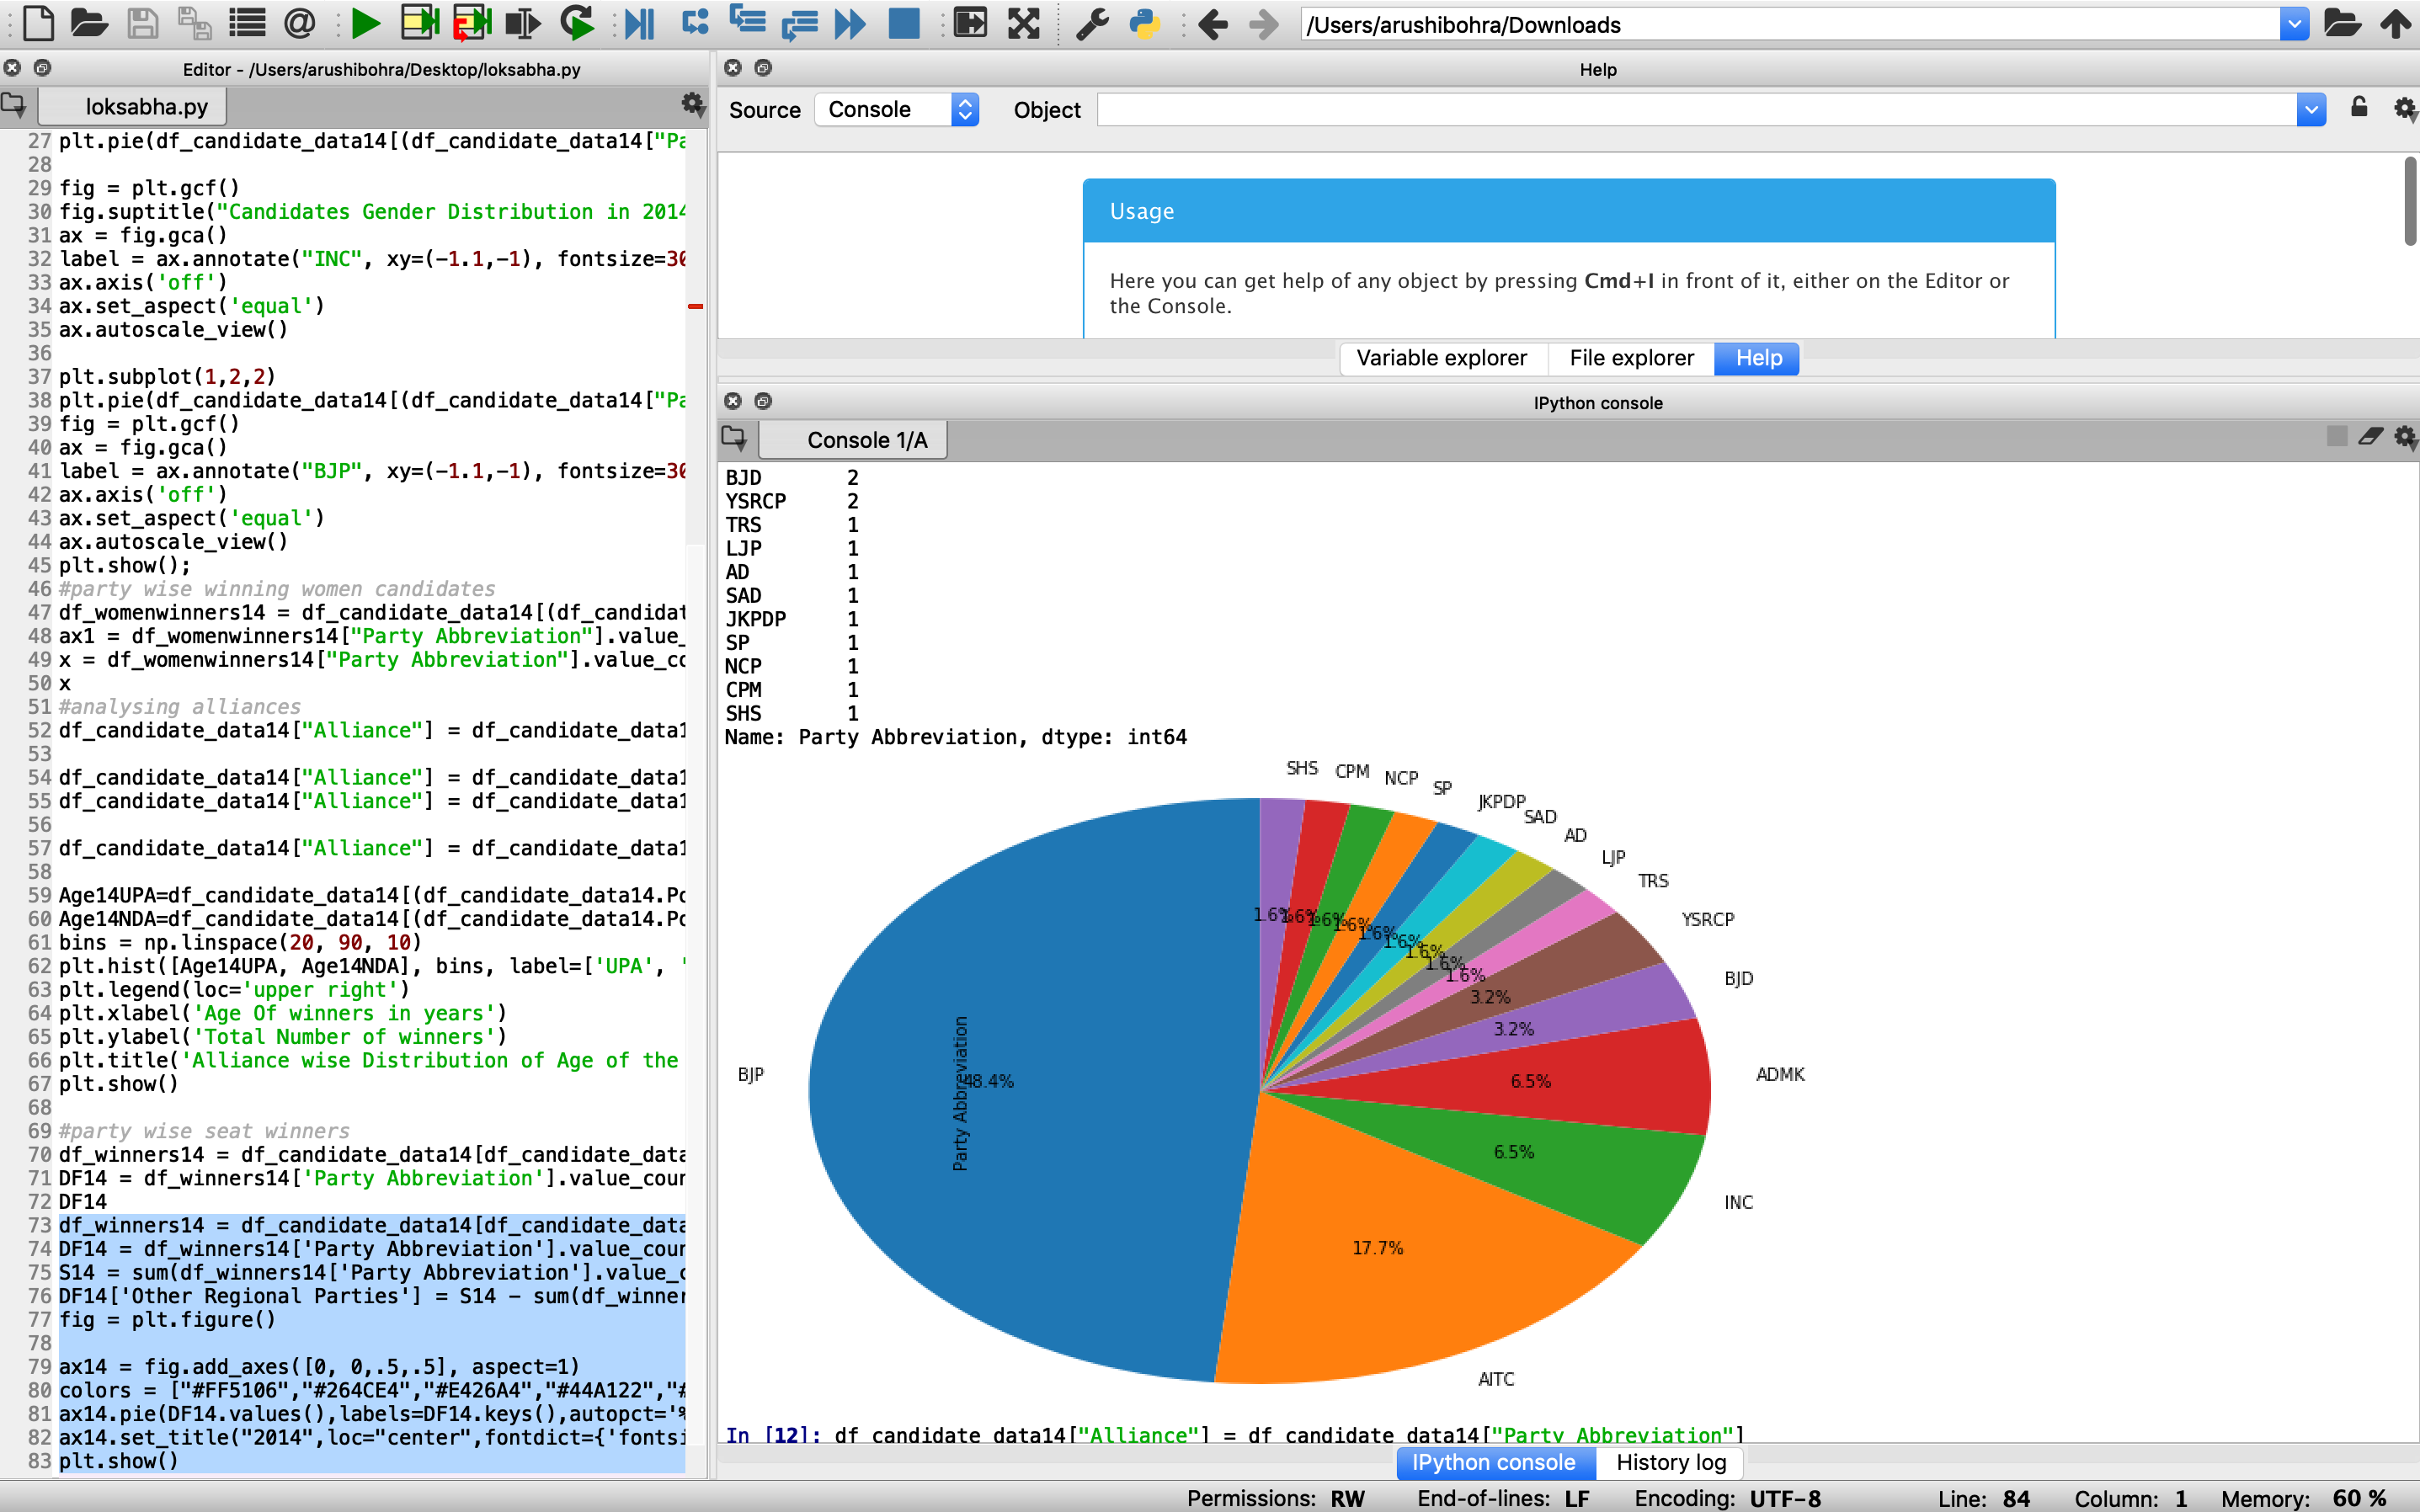 /Users/arushibohra/Downloads
Editor - /Users/arushibohra/Desktop/loksabha.py
loksabha.py
27 plt.pie(df_candidate_data14[(df_candidate_data14["Pa
28
29 fig = plt.gcf()
30 fig.suptitle("Candidates Gender Distribution in 2014
31 ax = fig.gca()
32 label = ax.annotate("INC", xy=(-1.1,-1), fontsize=30
33 ax.axis('off')
34 ax.set_aspect('equal')
35 ax.autoscale_view()
36
37 plt.subplot(1,2,2)
38 plt.pie(df_candidate_data14[(df_candidate_data14["Pa
39 fig = plt.gcf()
40 ax = fig.gca()
41 label = ax.annotate("BJP", xy=(-1.1,-1), fontsize=30
42 ax.axis('off')
43 ax.set_aspect('equal')
44 ax.autoscale_view()
45 plt.show();
46 #party wise winning women candidates
47 df_womenwinners14 = df_candidate_data14[(df_candidat
48 ax1 = df_womenwinners14["Party Abbreviation"].value_
49 x = df_womenwinners14["Party Abbreviation"].value_co
50 x
51 #analysing alliances
52 df_candidate_data14["Alliance"] = df_candidate_data1
53
54 df_candidate_data14["Alliance"] = df_candidate_data1
55 df_candidate_data14["Alliance"] = df_candidate_data1
56
57 df_candidate_data14["Alliance"] = df_candidate_data1
58
59 Age14UPA=df_candidate_data14[(df_candidate_data14.Po
60 Age14NDA=df_candidate_data14[(df_candidate_data14.Po
61 bins = np.linspace(20, 90, 10)
62 plt.hist([Age14UPA, Age14NDA], bins, label=['UPA', '
63 plt.legend(loc='upper right')
64 plt.xlabel('Age Of winners in years')
65 plt.ylabel('Total Number of winners')
66 plt.title('Alliance wise Distribution of Age of the
67 plt.show()
68
69 #party wise seat winners
70 df_winners14 = df_candidate_data14[df_candidate_data
71 DF14 = df_winners14['Party Abbreviation'].value_coun
72 DF14
73 df_winners14 = df_candidate_data14[df_candidate_data
74 DF14 = df_winners14['Party Abbreviation'].value_coun
75 S14 = sum(df_winners14['Party Abbreviation'].value_c
76 DF14['Other Regional Parties'] = S14 - sum(df_winner
77 fig = plt.figure()
78
79 ax14 = fig.add_axes([0, 0,.5,.5], aspect=1)
80 colors = ["#FF5106","#264CE4","#E426A4","#44A122","#
81 ax14.pie(DF14.values(),labels=DF14.keys(),autopct='%
82 ax14.set_title("2014",loc="center",fontdict={'fontsi
83 plt.show()
Help
Source Console Object
Usage
Here you can get help of any object by pressing Cmd+I in front of it, either on the Editor or
the Console.
Variable explorer File explorer Help
IPython console
Console 1/A
BJD 2
YSRCP 2
TRS 1
LJP 1
AD 1
SAD 1
JKPDP 1
SP 1
NCP 1
CPM 1
SHS 1
Name: Party Abbreviation, dtype: int64
SHS CPM NCP SP JKPDP SAD AD LJP TRS YSRCP BJD ADMK INC AITC BJP
1.6% 1.6% 1.6% 1.6% 1.6% 1.6% 1.6% 1.6% 1.6% 3.2% 3.2% 6.5% 6.5% 17.7% 48.4%
Party Abbreviation
In [12]: df_candidate_data14["Alliance"] = df_candidate_data14["Party Abbreviation"]
IPython console History log
Permissions: RW End-of-lines: LF Encoding: UTF-8 Line: 84 Column: 1 Memory: 60 %